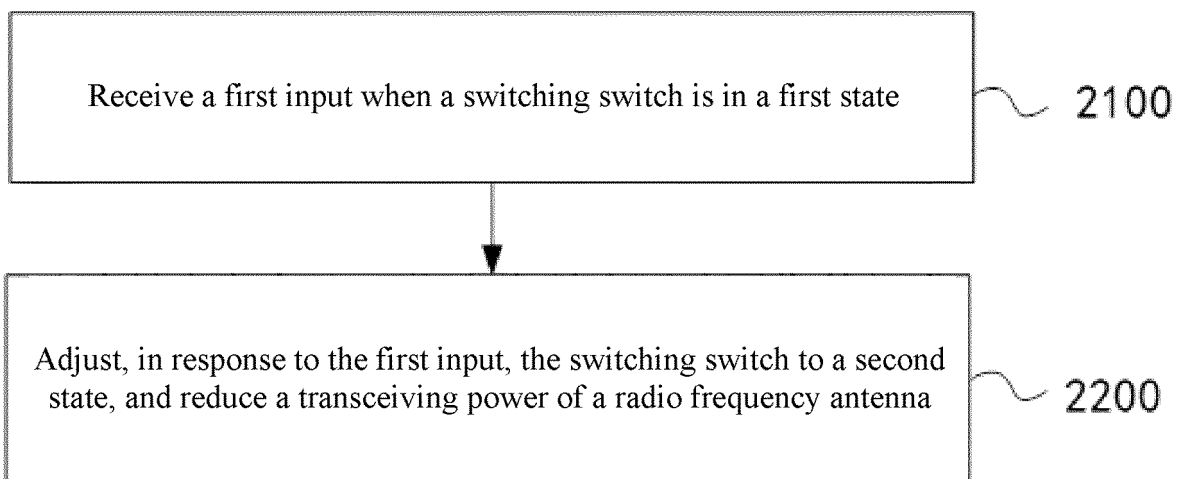 Receive a first input when a switching switch is in a first state
2100
Adjust, in response to the first input, the switching switch to a second
state, and reduce a transceiving power of a radio frequency antenna
2200